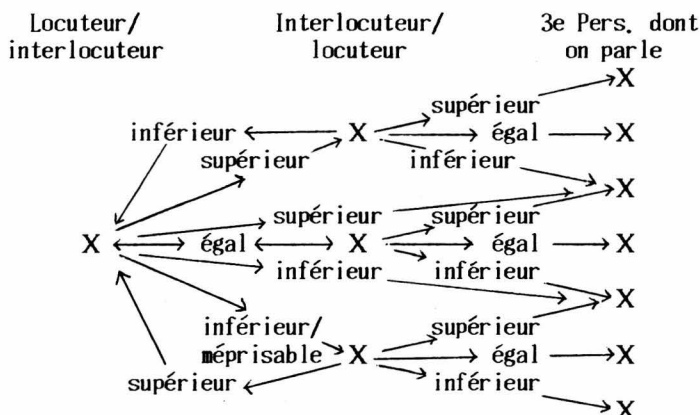 Locuteur/ Interlocuteur/ 3e Pers. dont
interlocuteur locuteur on parle
X
supérieur
inférieur X égal X
supérieur inférieur
X
supérieur supérieur
X égal X égal X
inférieur inférieur
X
inférieur/ supérieur
méprisable X égal X
supérieur inférieur
X